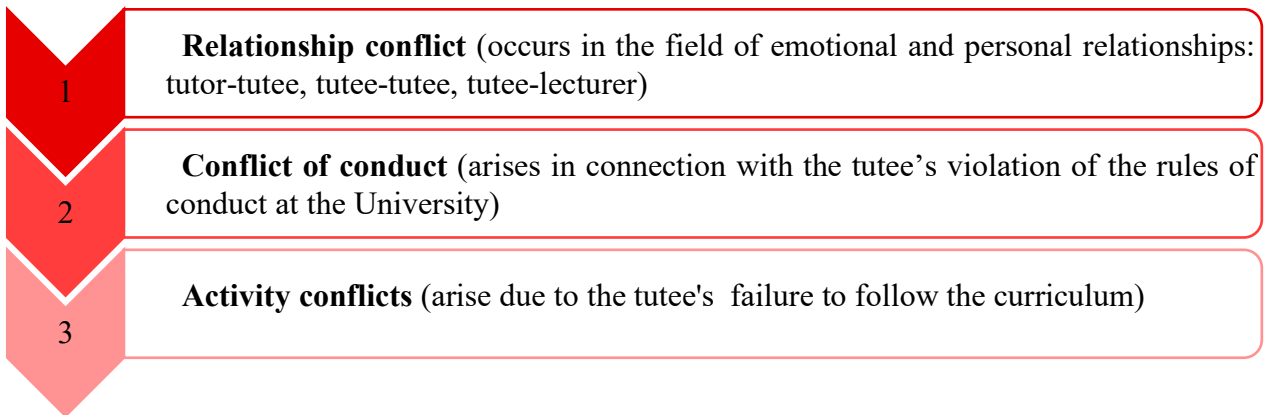 1
Relationship conflict (occurs in the field of emotional and personal relationships:
tutor-tutee, tutee-tutee, tutee-lecturer)
2
Conflict of conduct (arises in connection with the tutee’s violation of the rules of
conduct at the University)
3
Activity conflicts (arise due to the tutee's  failure to follow the curriculum)